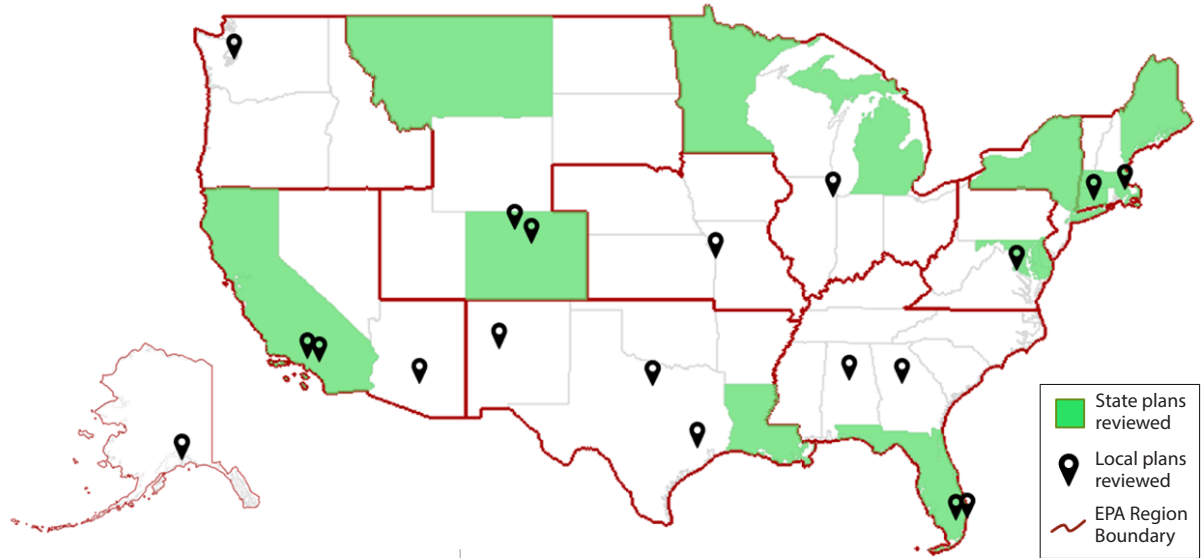 State plans
reviewed
Local plans
reviewed
EPA Region
Boundary